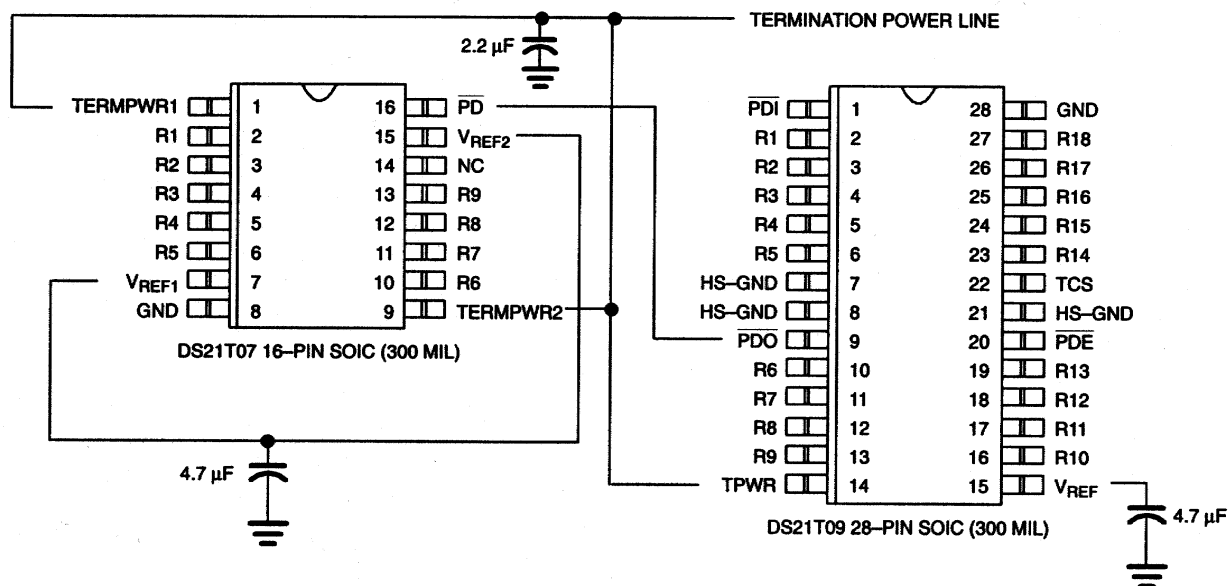 TERMINATION POWER LINE
2.2 µF
TERMPWR1 1 16 PD
R1 2 15 VREF2
R2 3 14 NC
R3 4 13 R9
R4 5 12 R8
R5 6 11 R7
VREF1 7 10 R6
GND 8 9 TERMPWR2
DS21T07 16–PIN SOIC (300 MIL)
4.7 µF
PDI 1 28 GND
R1 2 27 R18
R2 3 26 R17
R3 4 25 R16
R4 5 24 R15
R5 6 23 R14
HS–GND 7 22 TCS
HS–GND 8 21 HS–GND
PDO 9 20 PDE
R6 10 19 R13
R7 11 18 R12
R8 12 17 R11
R9 13 16 R10
TPWR 14 15 VREF
DS21T09 28–PIN SOIC (300 MIL)
4.7 µF